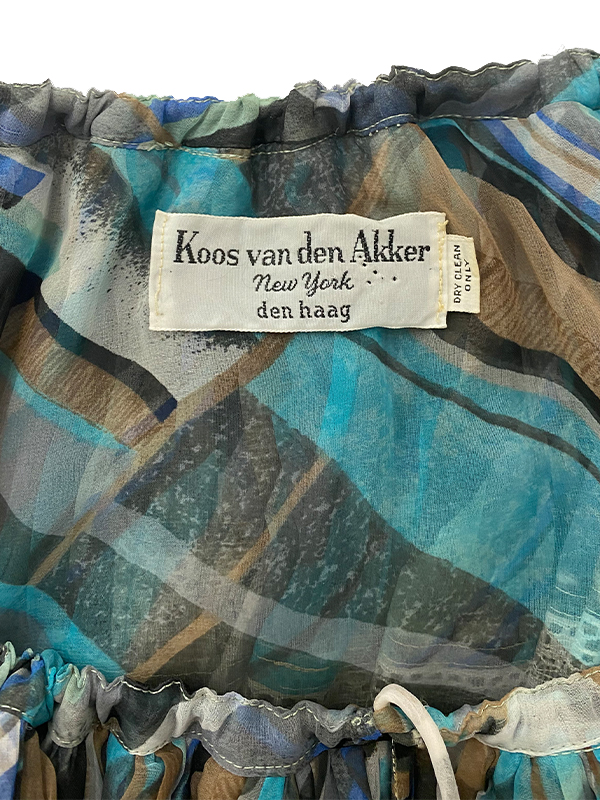 Koos van den Akker
New York
den haag
DRY CLEAN
ONLY